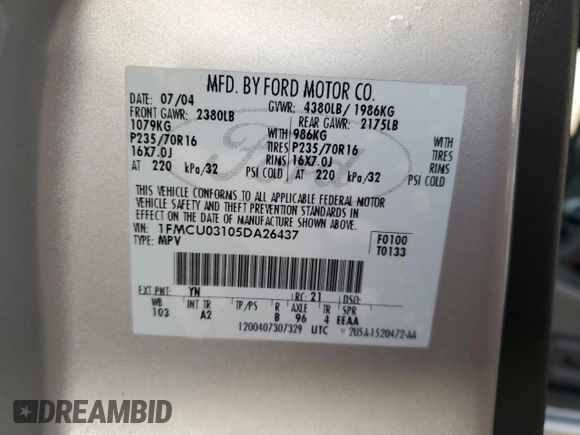 MFD. BY FORD MOTOR CO.
DATE: 07/04 GVWR: 4380LB/ 1986KG
FRONT GAWR: 2380LB REAR GAWR: 2175LB
1079KG WITH 986KG WITH
P235/70R16 TIRES P235/70R16 TIRES
16X7.0J RIMS 16X7.0J RIMS
AT 220 kPa/32 PSI COLD AT 220 kPa/32 PSI COLD
THIS VEHICLE CONFORMS TO ALL APPLICABLE FEDERAL MOTOR
VEHICLE SAFETY AND THEFT PREVENTION STANDARDS IN
EFFECT ON THE DATE OF MANUFACTURE SHOWN ABOVE.
VIN: 1FMCU03105DA26437 F0100
TYPE: MPV T0133
EXT PNT: YN RC: 21 DSO:
WB INT TR TP/PS R AXLE TR
103 A2 B 96 4 EEAA
1200407307329 UTC 2U5A-1520472-AA
Ford
DREAMBID